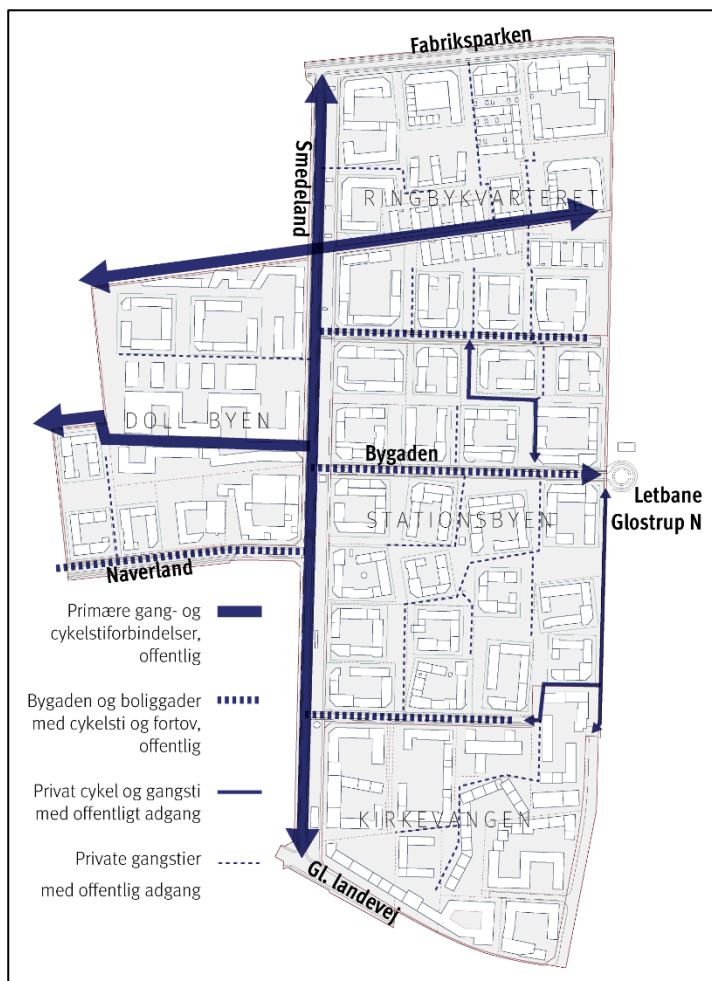 Fabriksparken
Smedeland
RINGBYKVARTERET
DOLL-BYEN
Bygaden
Letbane
Glostrup N
STATIONSBYEN
Naverland
Primære gang- og
cykelstiforbindelser,
offentlig
Bygaden og boliggader
med cykelsti og fortov,
offentlig
Privat cykel og gangsti
med offentligt adgang
Private gangstier
med offentlig adgang
KIRKEVANGEN
Gl. landevej